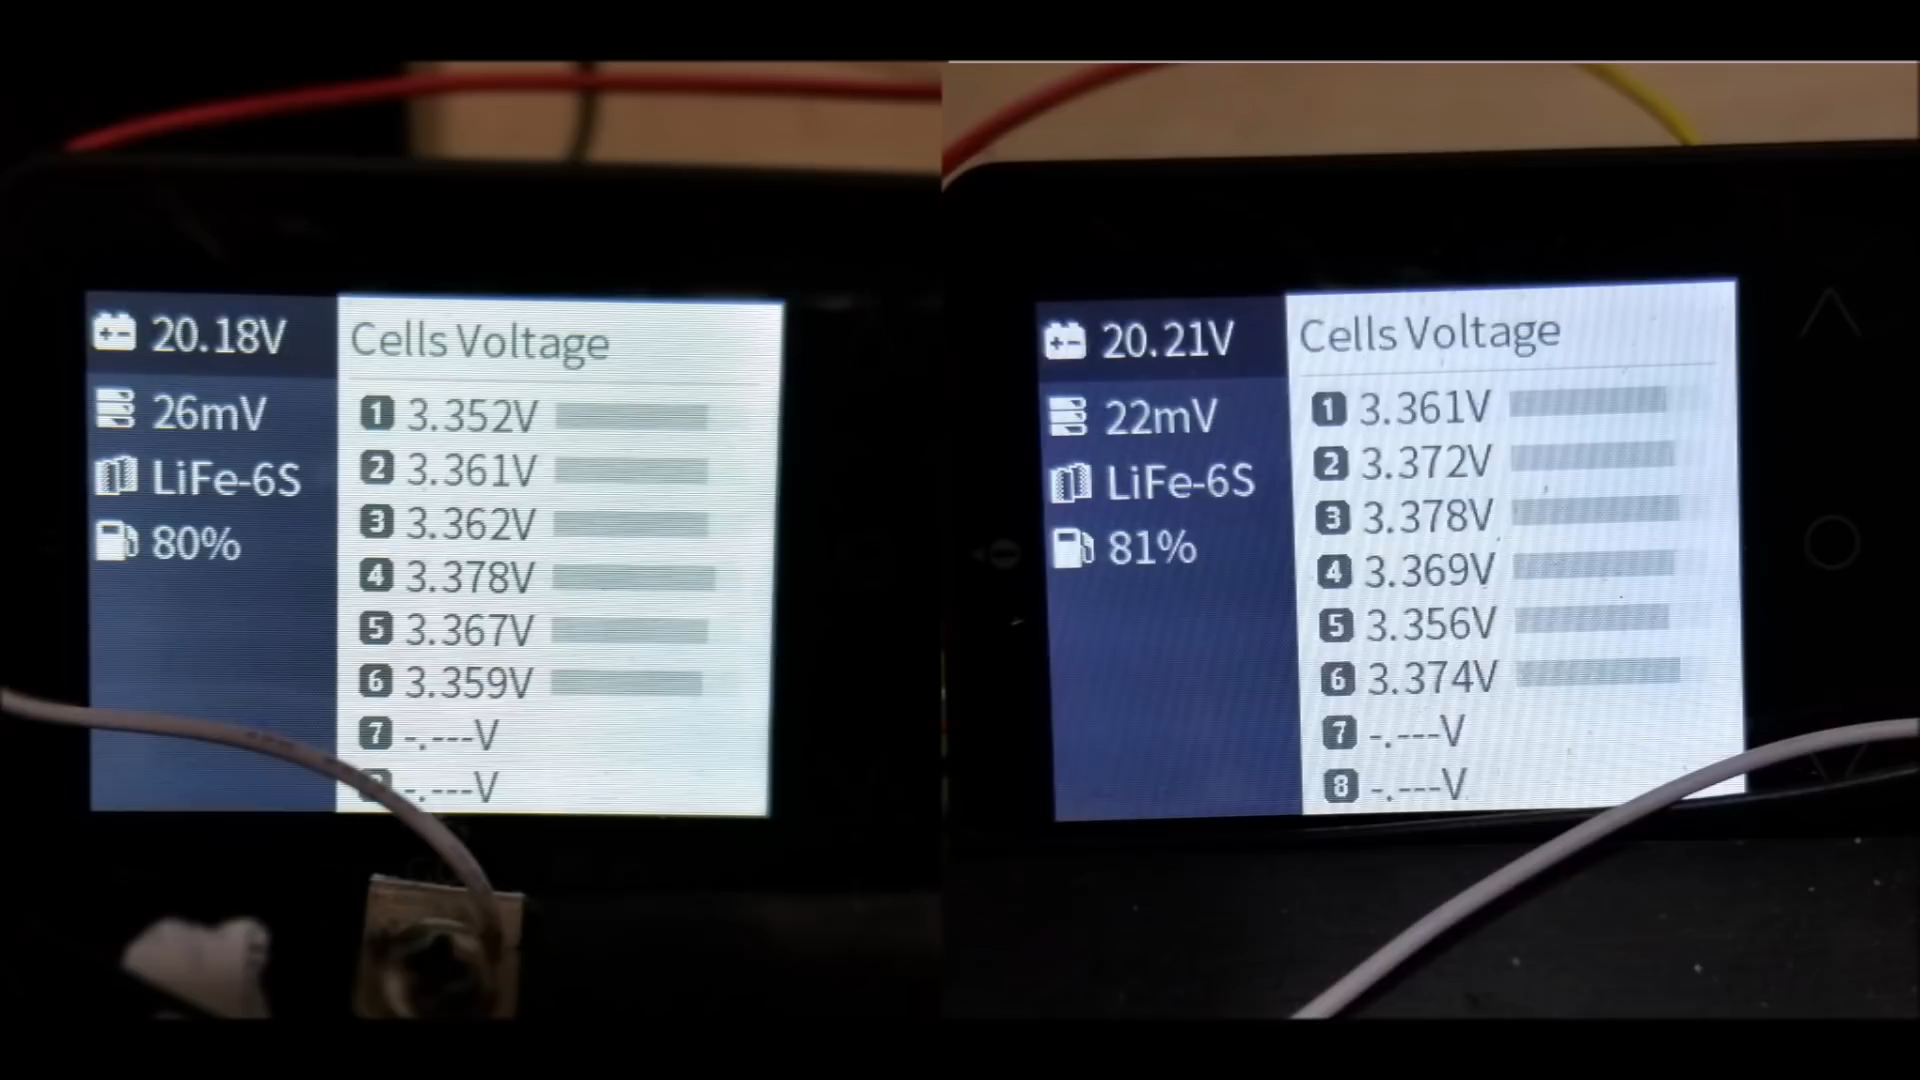 20.18V
26mV
LiFe-6S
80%
Cells Voltage
1 3.352V
2 3.361V
3 3.362V
4 3.378V
5 3.367V
6 3.359V
7 -.---V
-.---V
20.21V
22mV
LiFe-6S
81%
Cells Voltage
1 3.361V
2 3.372V
3 3.378V
4 3.369V
5 3.356V
6 3.374V
7 -.---V
8 -.---V